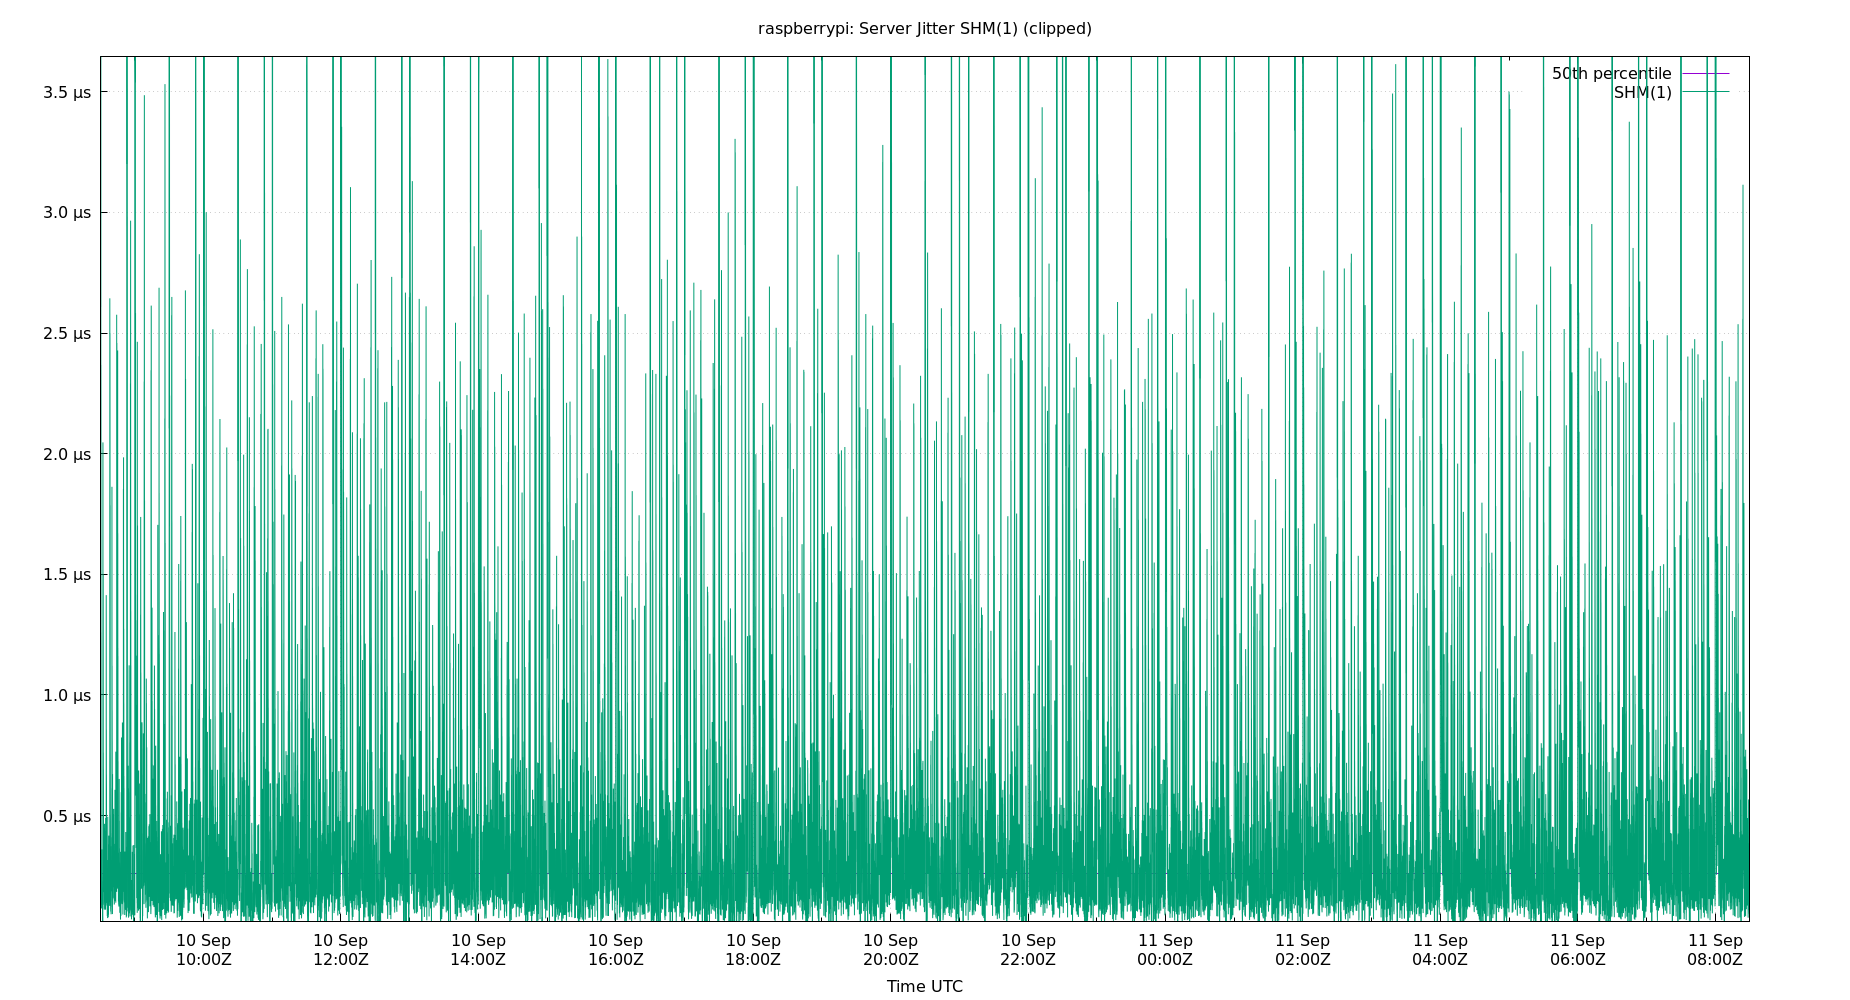 raspberrypi: Server Jitter SHM(1) (clipped)
50th percentile
SHM(1)
3.5 µs
3.0 µs
2.5 µs
2.0 µs
1.5 µs
1.0 µs
0.5 µs
10 Sep 10 Sep 10 Sep 10 Sep 10 Sep 10 Sep 10 Sep 11 Sep 11 Sep 11 Sep 11 Sep 11 Sep
10:00Z 12:00Z 14:00Z 16:00Z 18:00Z 20:00Z 22:00Z 00:00Z 02:00Z 04:00Z 06:00Z 08:00Z
Time UTC